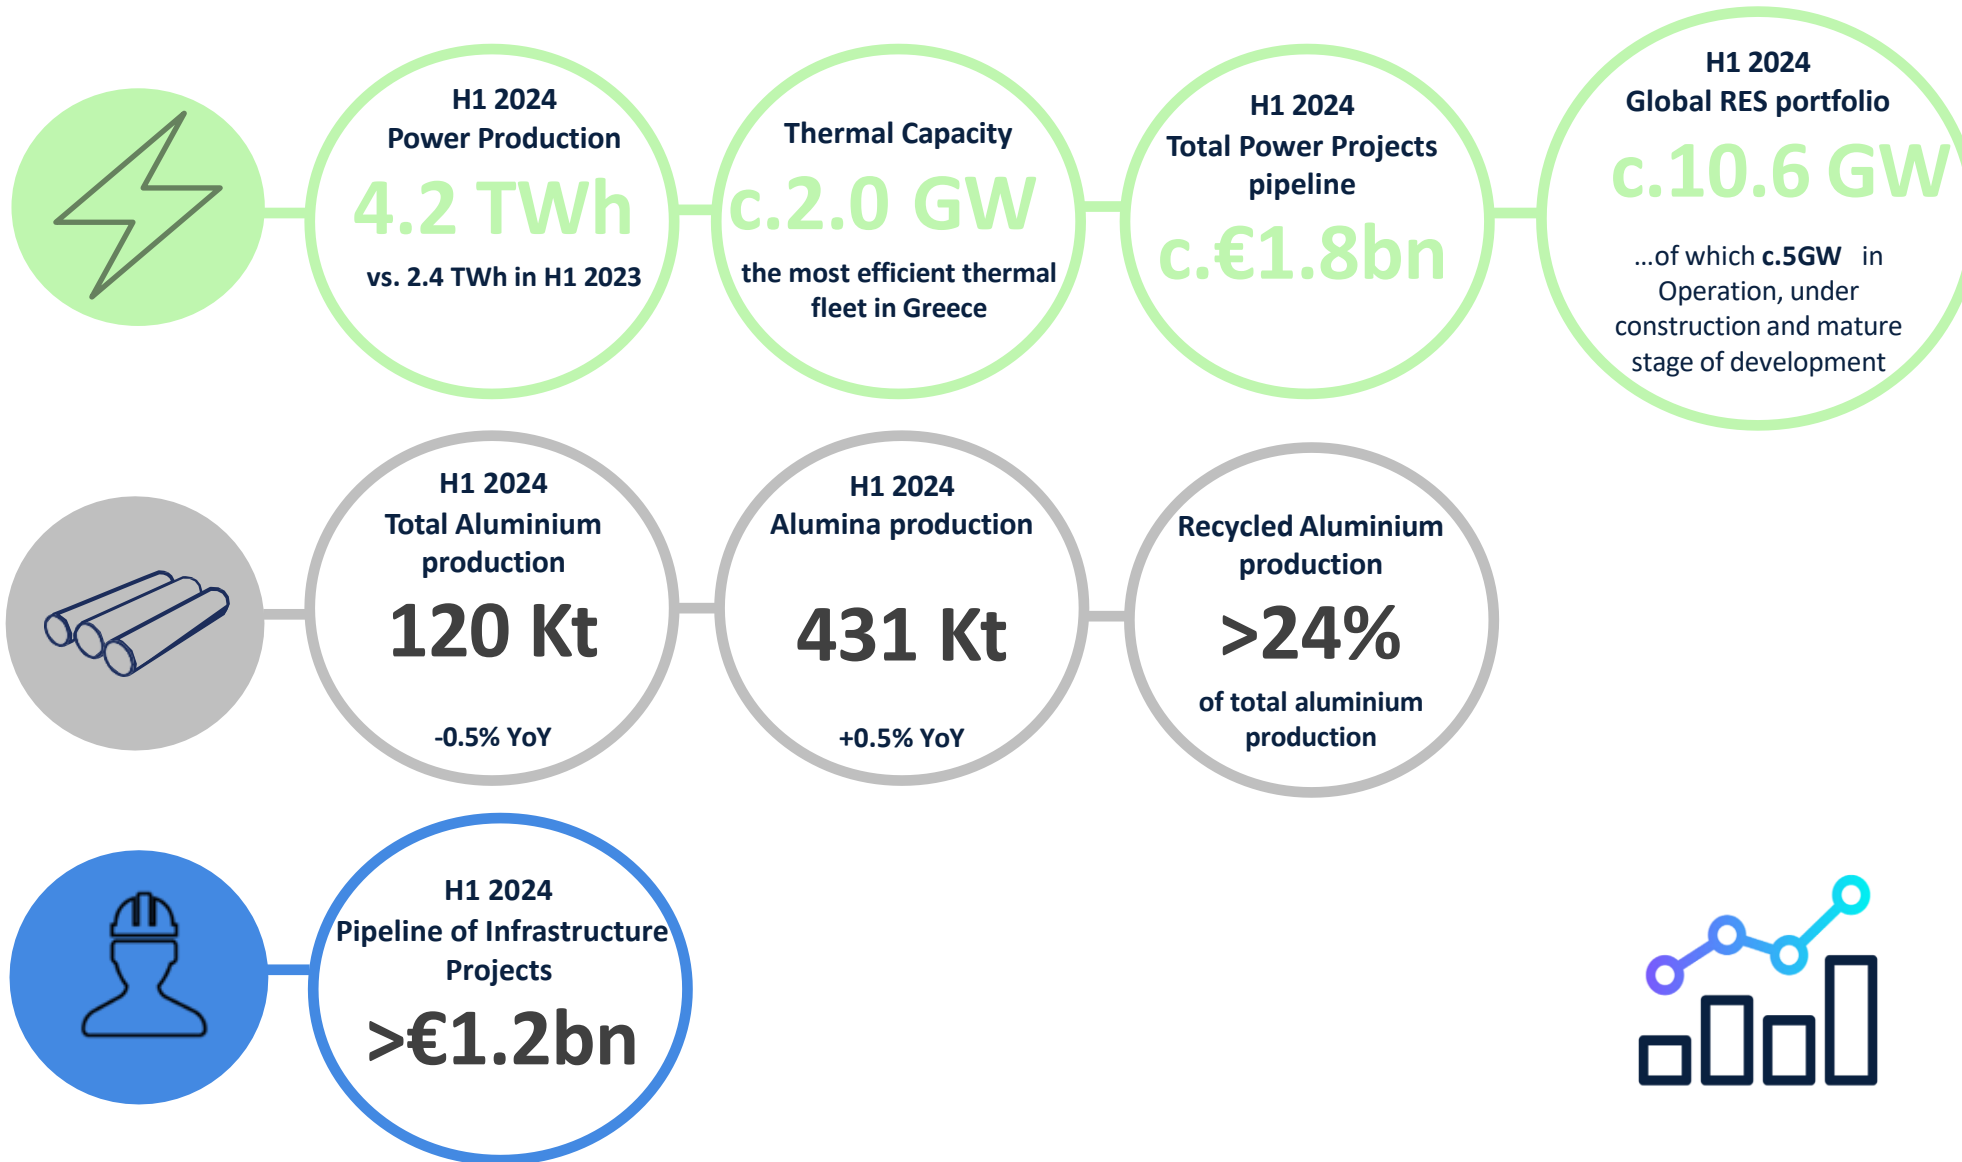 H1 2024
Power Production
4.2 TWh
vs. 2.4 TWh in H1 2023
Thermal Capacity
c.2.0 GW
the most efficient thermal
fleet in Greece
H1 2024
Total Power Projects
pipeline
c.€1.8bn
H1 2024
Global RES portfolio
c.10.6 GW
...of which c.5GW in
Operation, under
construction and mature
stage of development
H1 2024
Total Aluminium
production
120 Kt
-0.5% YoY
H1 2024
Alumina production
431 Kt
+0.5% YoY
Recycled Aluminium
production
>24%
of total aluminium
production
H1 2024
Pipeline of Infrastructure
Projects
>€1.2bn